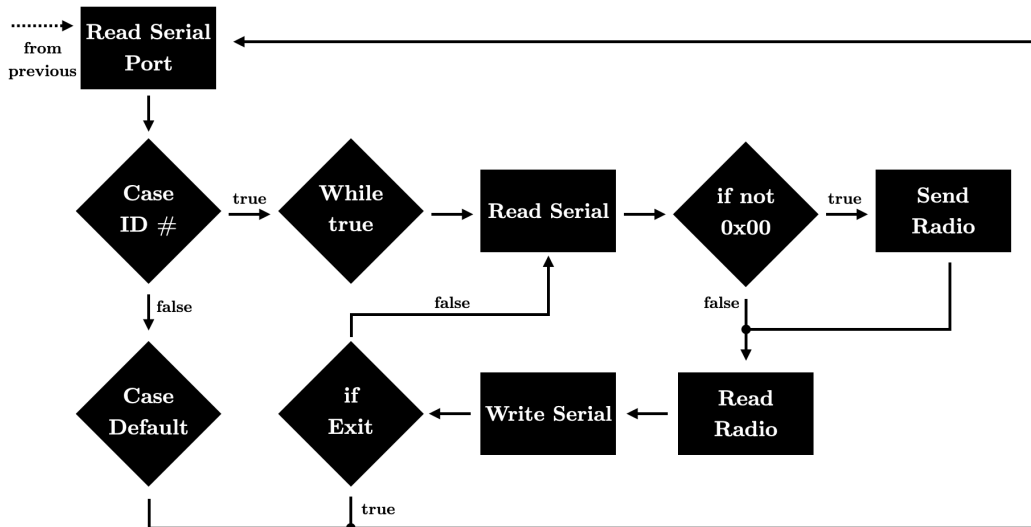 Read Serial
Port
from
previous
Case
ID #
true
While
true
Read Serial
if not
0x00
true
Send
Radio
false
false
false
Case
Default
if
Exit
Write Serial
Read
Radio
true